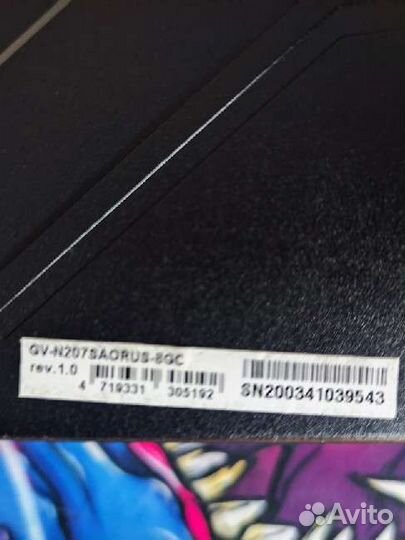 GV-N207SAORUS-8GC
rev.1.0
4 719331 305192
SN200341039543
Avito